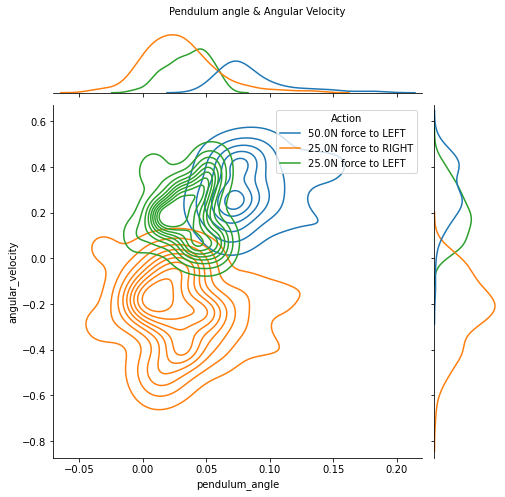 Pendulum angle & Angular Velocity
Action
50.0N force to LEFT
25.0N force to RIGHT
25.0N force to LEFT
0.6
0.4
0.2
0.0
−0.2
−0.4
−0.6
−0.8
angular_velocity
−0.05
0.00
0.05
0.10
0.15
0.20
pendulum_angle